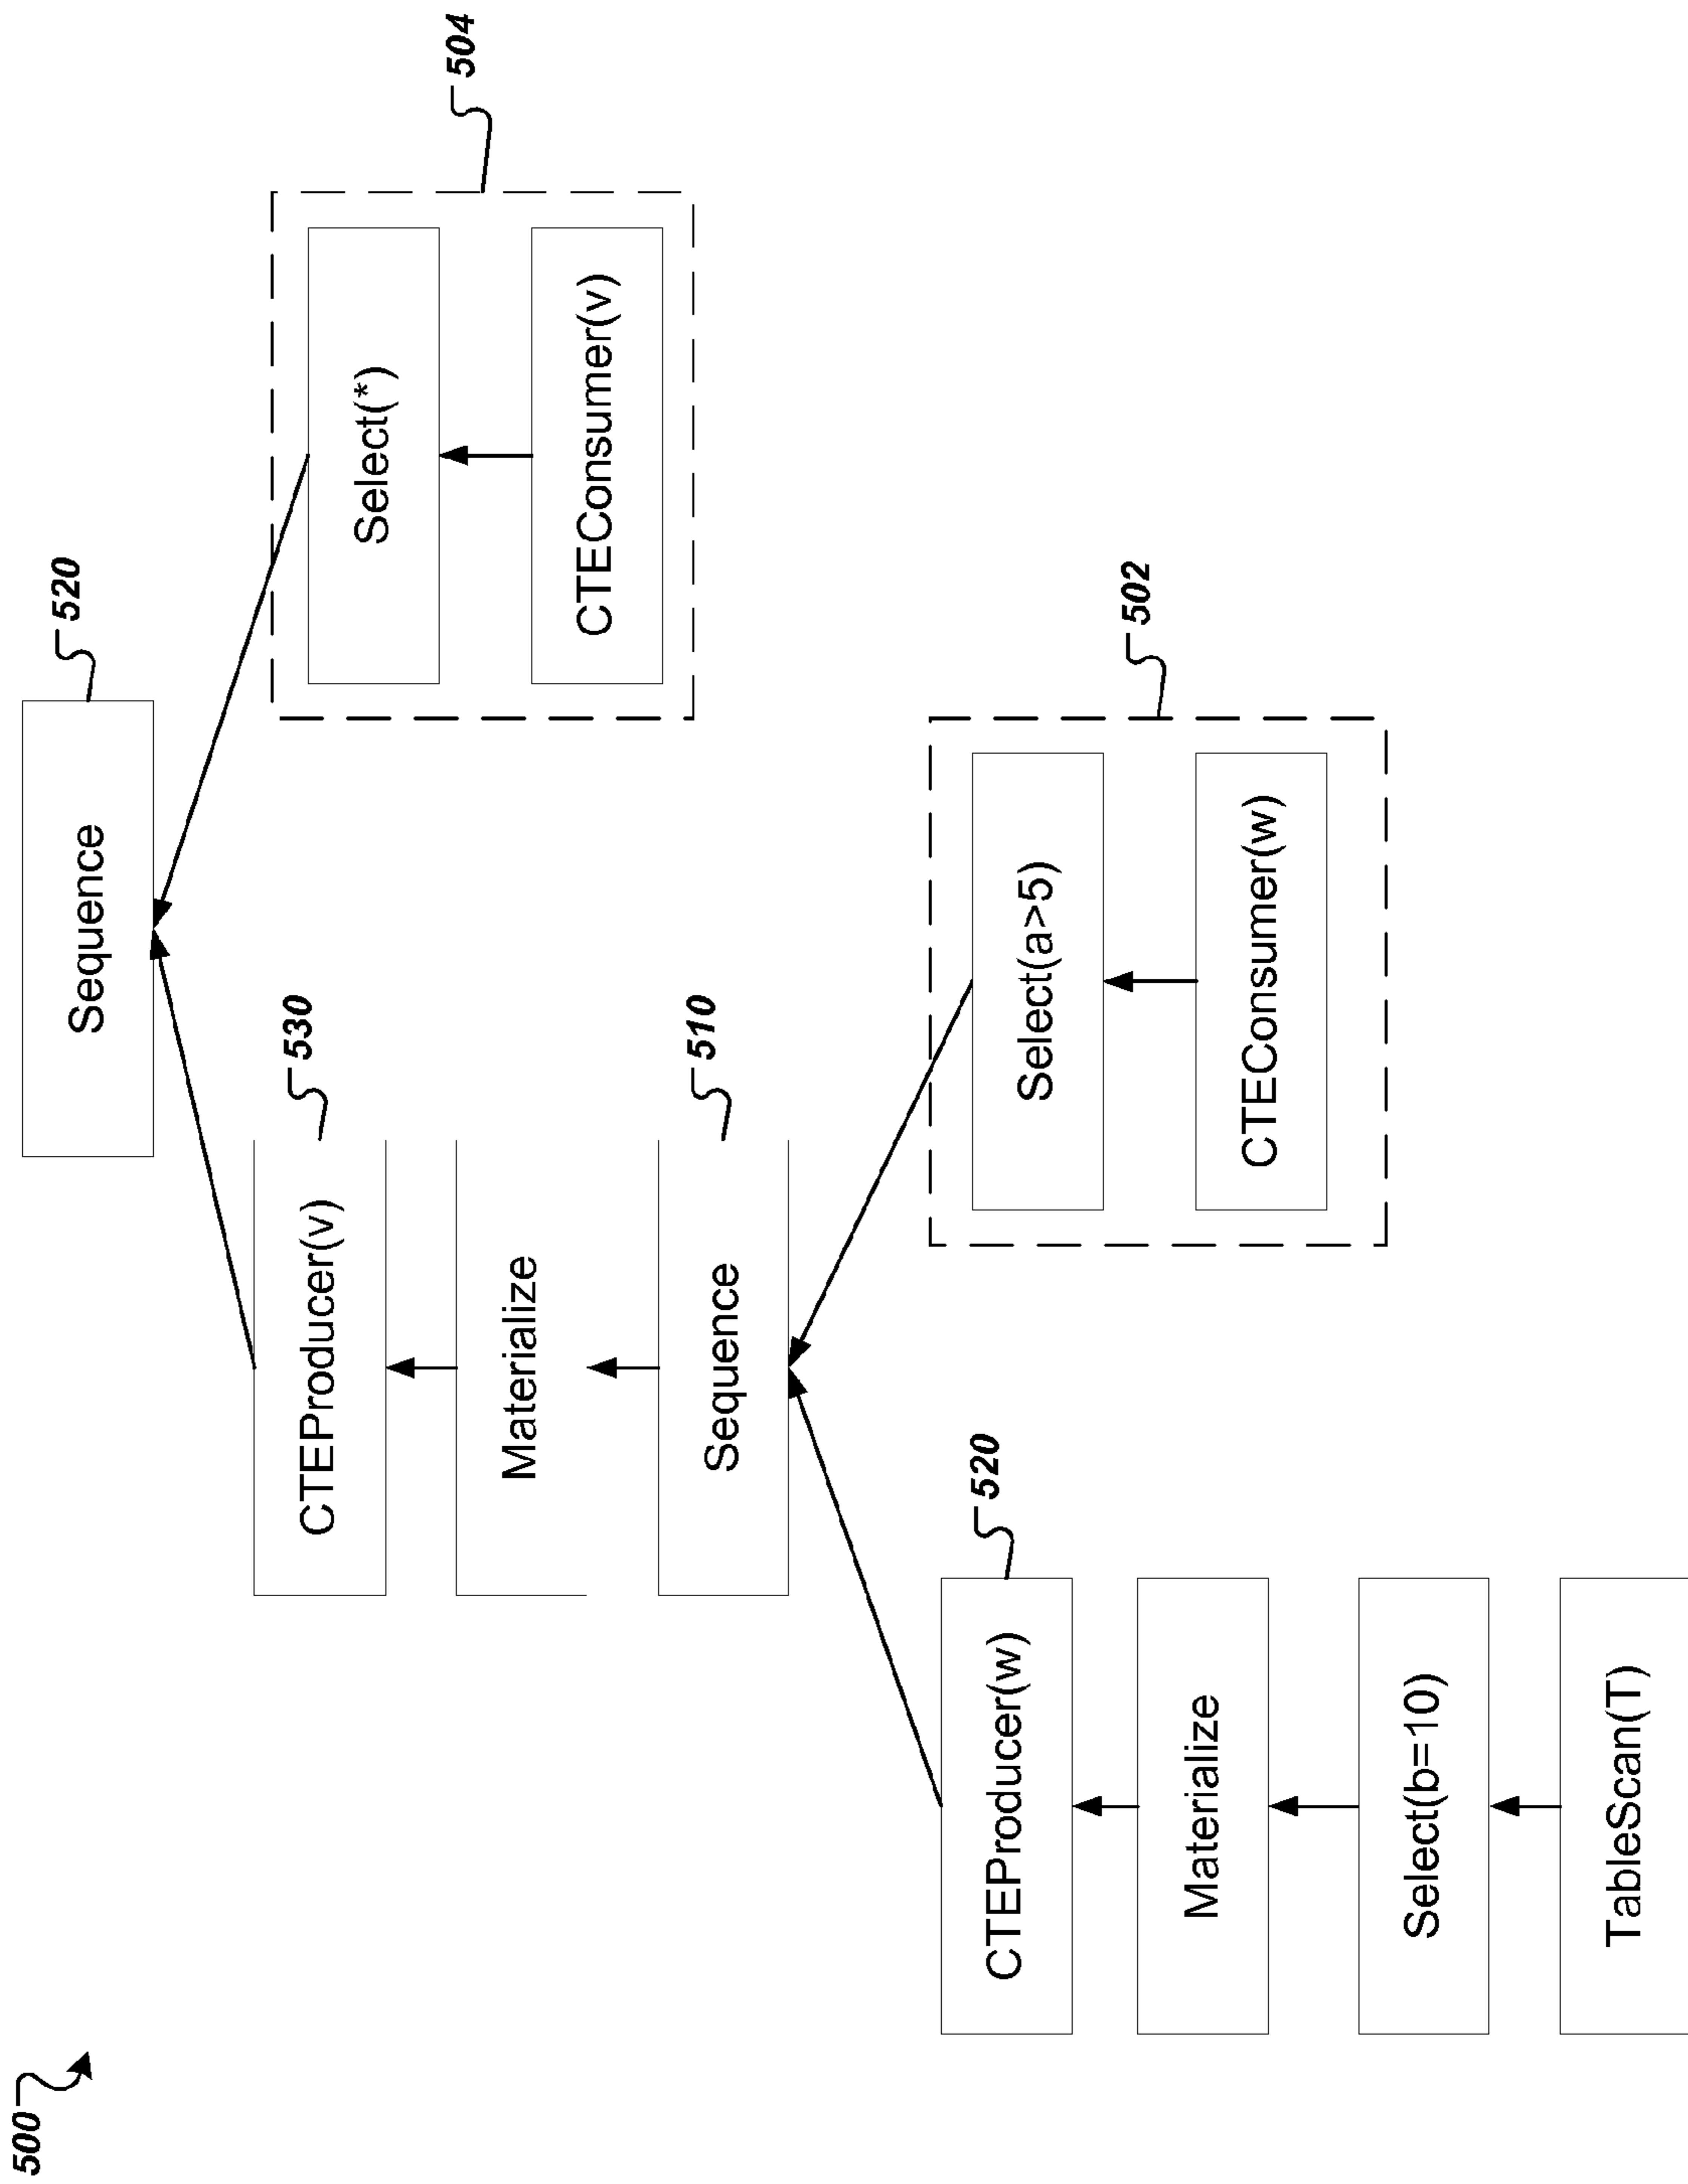 500
520
Sequence
504
530
CTEProducer(v)
Select(*)
Materialize
CTEConsumer(v)
510
Sequence
520
CTEProducer(w)
502
Select(a>5)
Materialize
CTEConsumer(w)
Select(b=10)
TableScan(T)